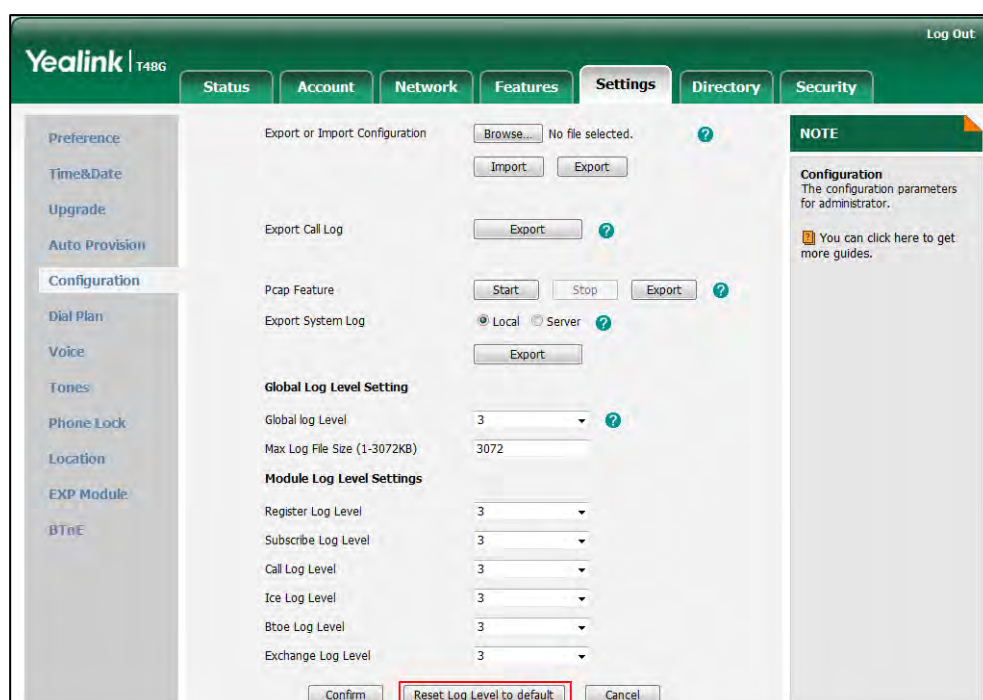 Log Out
Yealink | T48G
Status Account Network Features Settings Directory Security
Preference
Time&Date
Upgrade
Auto Provision
Configuration
Dial Plan
Voice
Tones
Phone Lock
Location
EXP Module
BToE
Export or Import Configuration Browse... No file selected. ?
Import Export
Export Call Log Export ?
Pcap Feature Start Stop Export ?
Export System Log Local Server ?
Export
Global Log Level Setting
Global log Level 3 ?
Max Log File Size (1-3072KB) 3072
Module Log Level Settings
Register Log Level 3
Subscribe Log Level 3
Call Log Level 3
Ice Log Level 3
Btoe Log Level 3
Exchange Log Level 3
Confirm Reset Log Level to default Cancel
NOTE
Configuration
The configuration parameters
for administrator.
? You can click here to get
more guides.